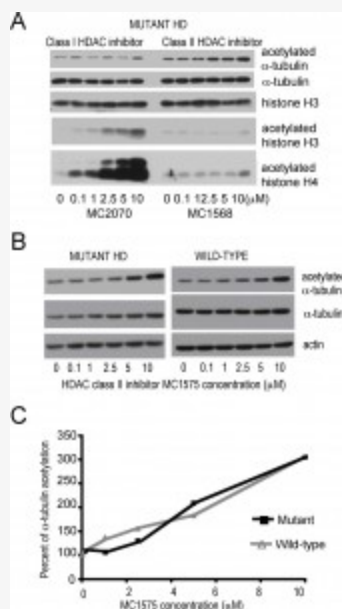 A
MUTANT HD
Class I HDAC inhibitor Class II HDAC inhibitor
acetylated
α-tubulin
α-tubulin
histone H3
acetylated
histone H3
acetylated
histone H4
0 0.1 1 2.5 5 10 0 0.1 1 12.5 5 10(μM)
MC2070 MC1568
B
MUTANT HD WILD-TYPE
acetylated
α-tubulin
α-tubulin
actin
0 0.1 1 2.5 5 10 0 0.1 1 2.5 5 10
HDAC class II inhibitor MC1575 concentration (μM)
C
Percent of α-tubulin acetylation
350
300
250
200
150
100
0
Mutant
Wild-type
0 2 4 6 8 10
MC1575 concentration (μM)